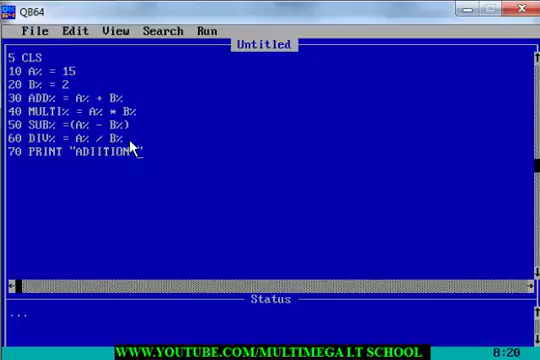 QB64
File Edit View Search Run
Untitled
5 CLS
10 A% = 15
20 B% = 2
30 ADD% = A% + B%
40 MULTI% = A% * B%
50 SUB% =(A% - B%)
60 DIV% = A% / B%
70 PRINT "ADIITION "
Status
...
WWW.YOUTUBE.COM/MULTIMEGA I.T SCHOOL
8:20